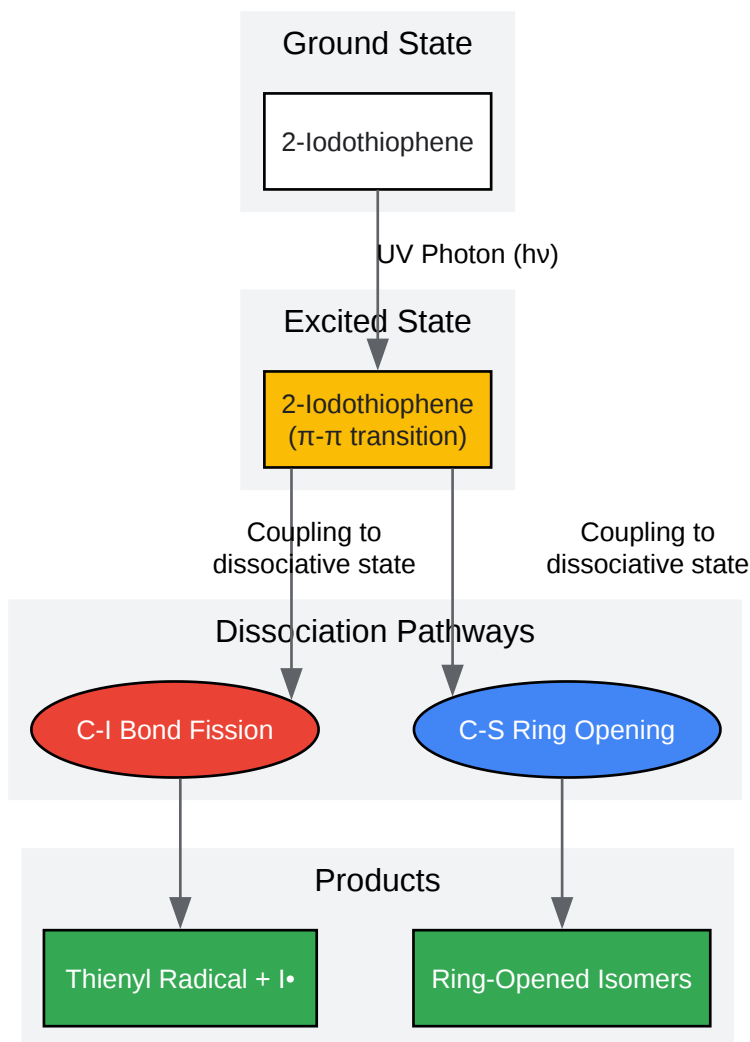 Ground State
2-Iodothiophene
UV Photon (hν)
Excited State
2-Iodothiophene
(π-π transition)
Coupling to
dissociative state
Coupling to
dissociative state
Dissociation Pathways
C-I Bond Fission
C-S Ring Opening
Products
Thienyl Radical + I•
Ring-Opened Isomers